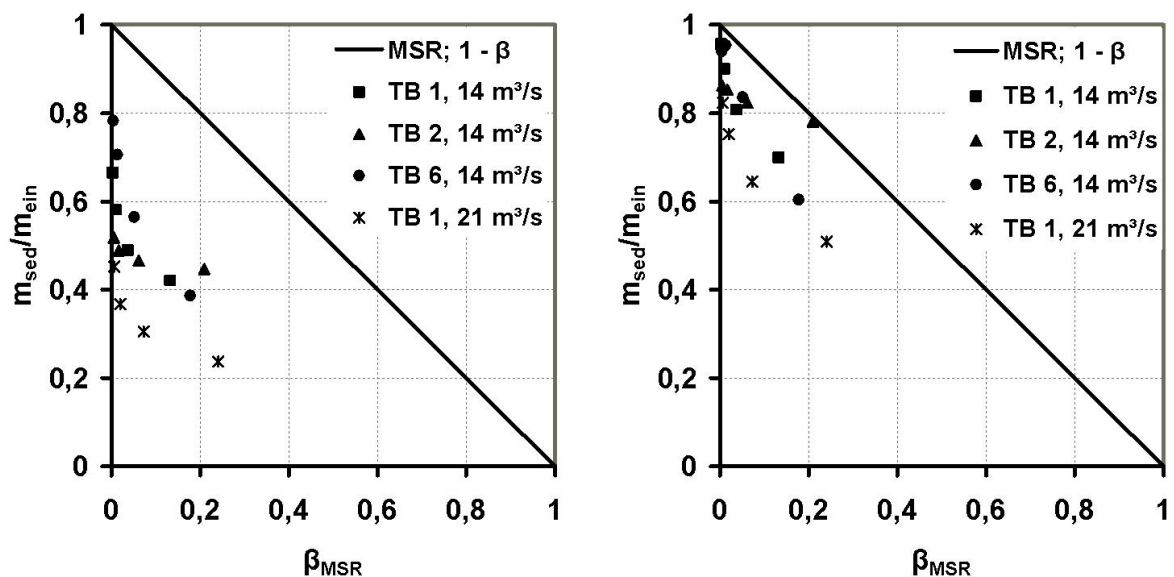 1
0,8
0,6
0,4
0,2
0
m_sed/m_ein
0 0,2 0,4 0,6 0,8 1
β_MSR
MSR; 1 - β
TB 1, 14 m³/s
TB 2, 14 m³/s
TB 6, 14 m³/s
TB 1, 21 m³/s
1
0,8
0,6
0,4
0,2
0
m_sed/m_ein
0 0,2 0,4 0,6 0,8 1
β_MSR
MSR; 1 - β
TB 1, 14 m³/s
TB 2, 14 m³/s
TB 6, 14 m³/s
TB 1, 21 m³/s